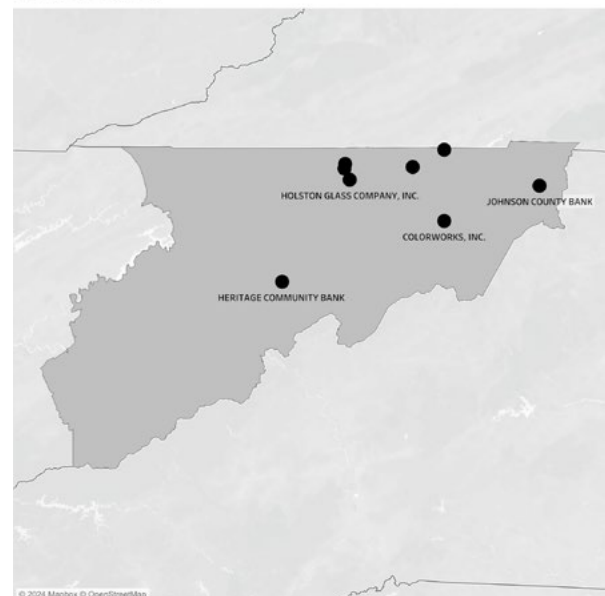 HOLSTON GLASS COMPANY, INC.
JOHNSON COUNTY BANK
COLORWORKS, INC.
HERITAGE COMMUNITY BANK
© 2024 Mapbox © OpenStreetMap